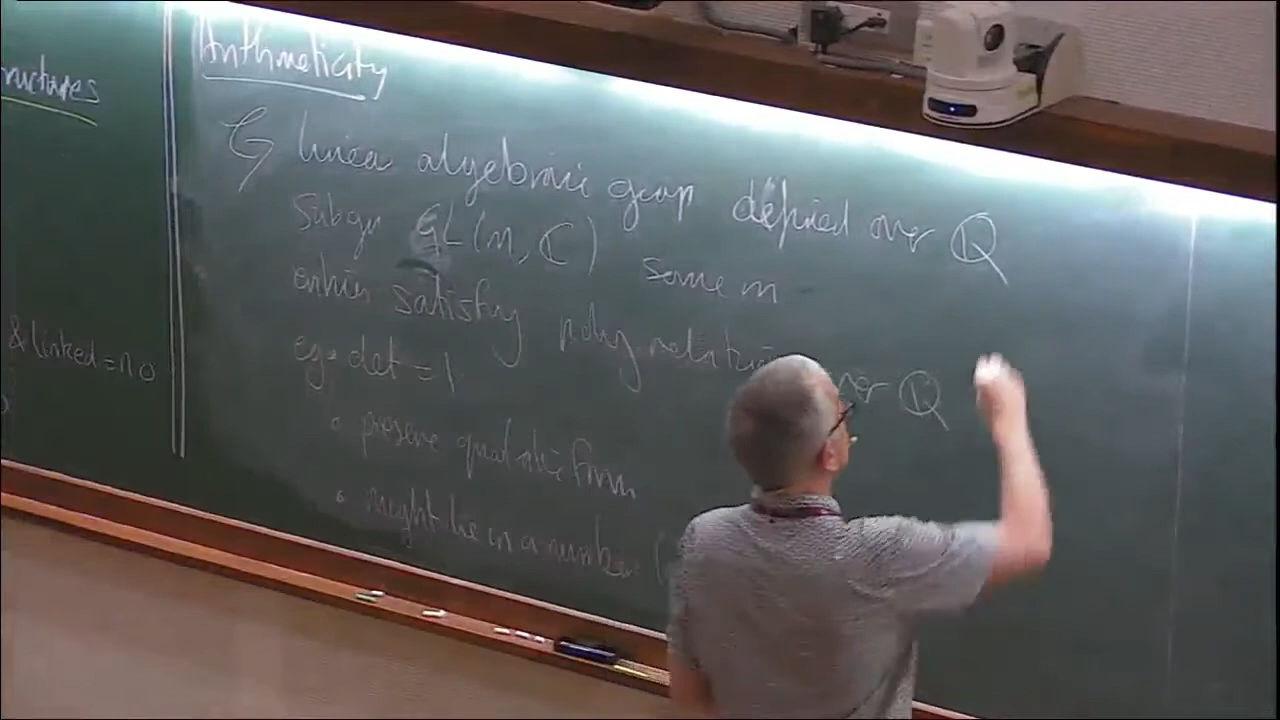 Arithmeticity
G linear algebraic group defined over Q
Subgp GL(n, C) some n
entries satisfy poly relations over Q
eg • det = 1
• preserve quadratic form
• might be in a number
& linked = no